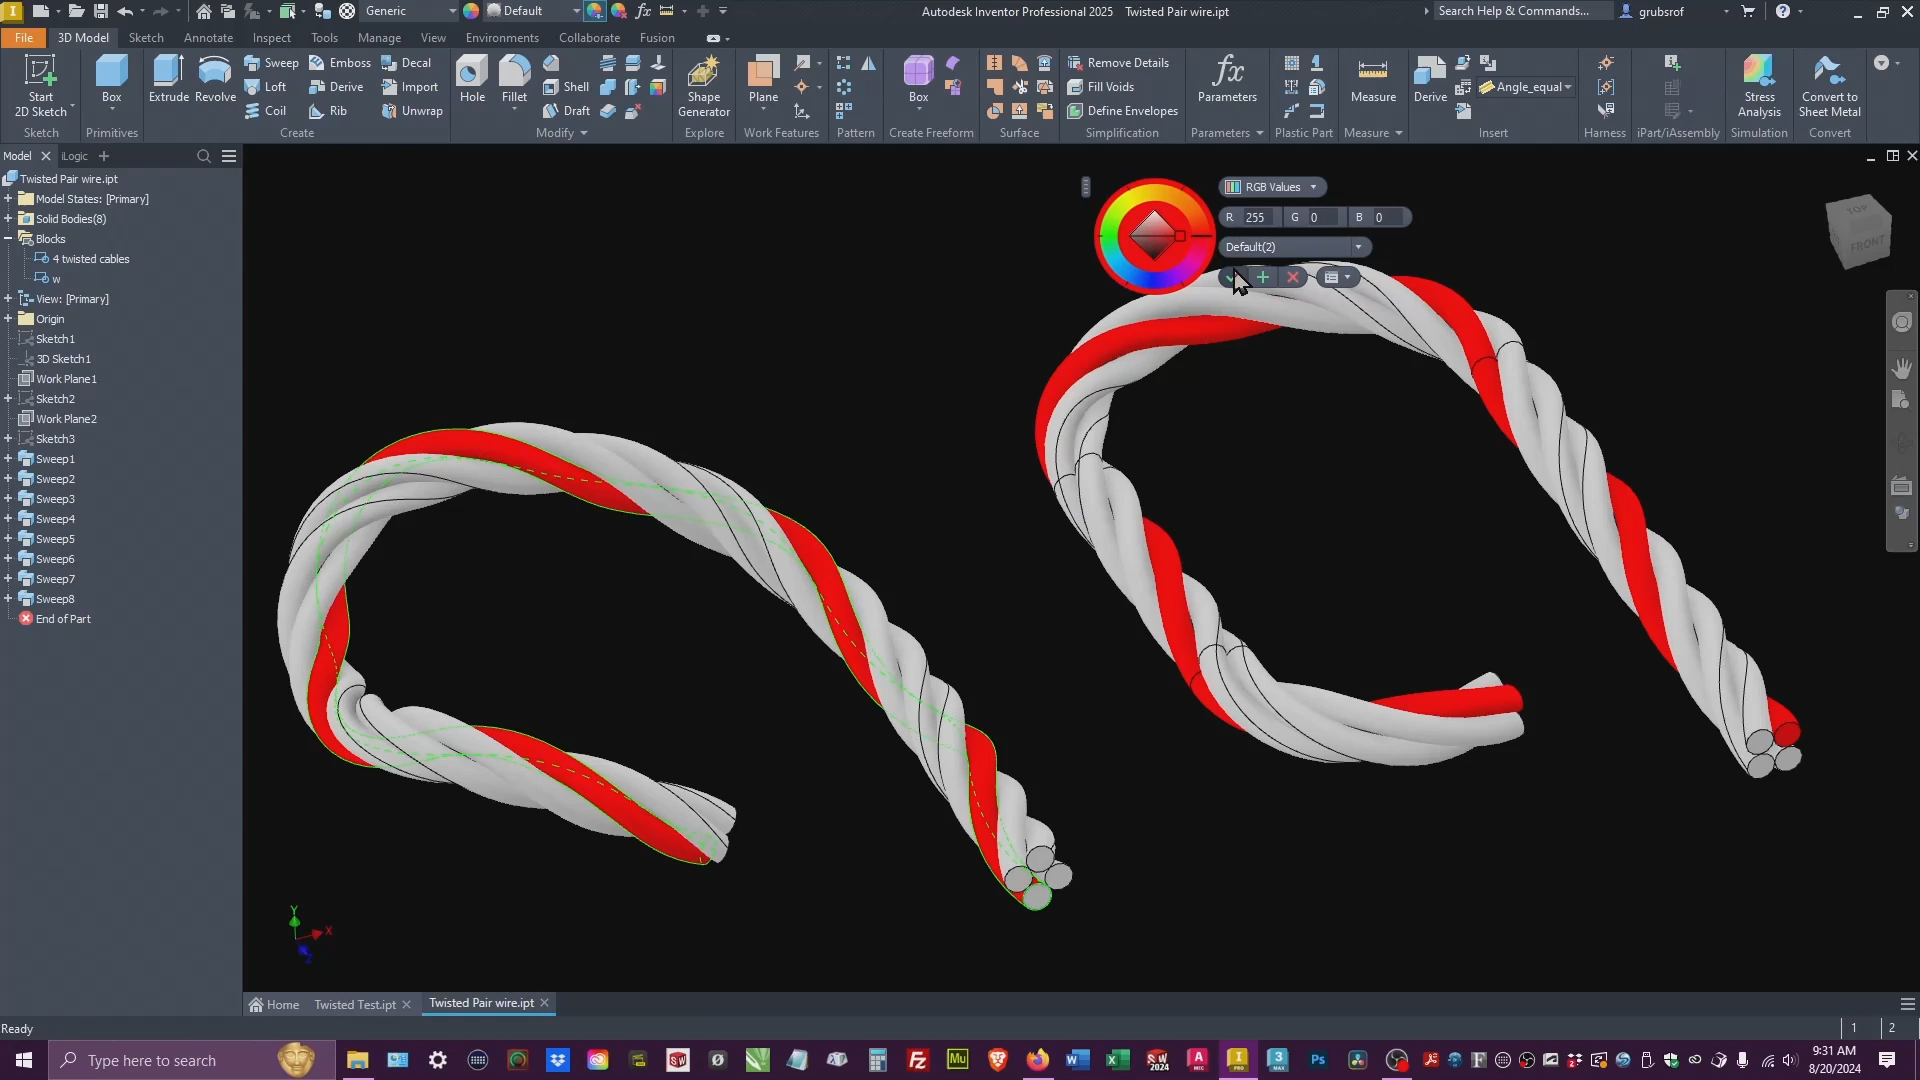 Generic
Default
fx
Autodesk Inventor Professional 2025 Twisted Pair wire.ipt
Search Help & Commands...
grubsrof
File 3D Model Sketch Annotate Inspect Tools Manage View Environments Collaborate Fusion
Start
2D Sketch
Sketch
Box
Primitives
Extrude
Revolve
Sweep
Loft
Coil
Emboss
Derive
Rib
Decal
Import
Unwrap
Create
Hole
Fillet
Shell
Draft
Modify
Shape
Generator
Explore
Plane
Work Features
Pattern
Box
Create Freeform
Surface
Remove Details
Fill Voids
Define Envelopes
Simplification
fx
Parameters
Parameters
Plastic Part
Measure
Measure
Derive
Angle_equal
Insert
Harness
iPart/iAssembly
Stress
Analysis
Simulation
Convert to
Sheet Metal
Convert
Model
iLogic
Twisted Pair wire.ipt
Model States: [Primary]
Solid Bodies(8)
Blocks
4 twisted cables
w
View: [Primary]
Origin
Sketch1
3D Sketch1
Work Plane1
Sketch2
Work Plane2
Sketch3
Sweep1
Sweep2
Sweep3
Sweep4
Sweep5
Sweep6
Sweep7
Sweep8
End of Part
RGB Values
R 255 G 0 B 0
Default(2)
TOP
FRONT
Y
X
Z
Home
Twisted Test.ipt
Twisted Pair wire.ipt
Ready
1 2
Type here to search
9:31 AM
8/20/2024